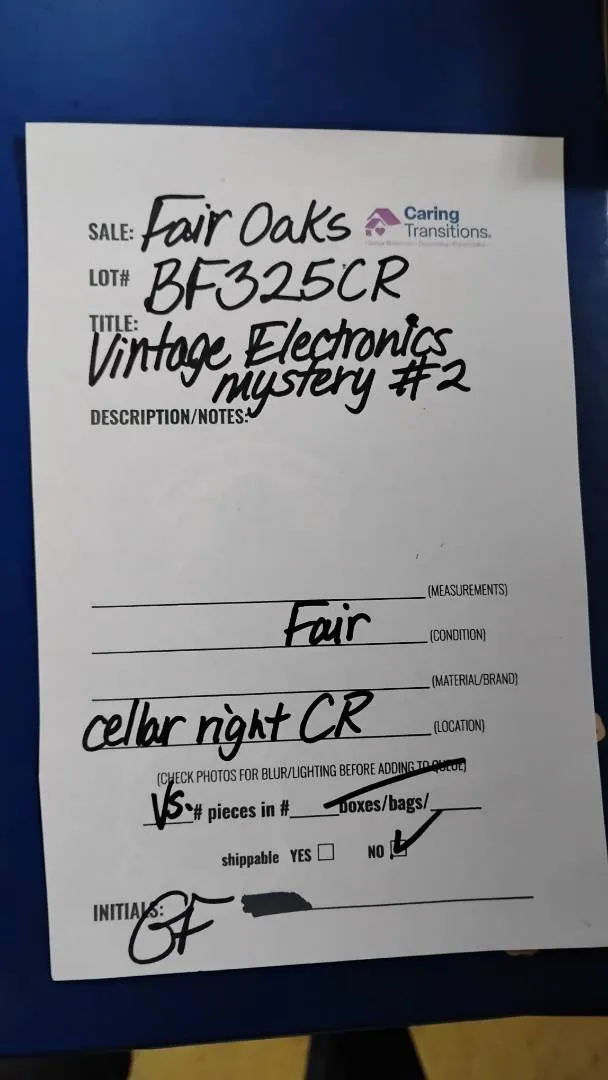 SALE: Fair Oaks Caring Transitions.
LOT# BF325CR
TITLE: Vintage Electronics
mystery #2
DESCRIPTION/NOTES:
(MEASUREMENTS)
Fair (CONDITION)
(MATERIAL/BRAND)
cellar right CR (LOCATION)
(CHECK PHOTOS FOR BLUR/LIGHTING BEFORE ADDING TO QUEUE)
VS. # pieces in #_____boxes/bags/_____
shippable YES ☐ NO ☑
INITIALS: GF